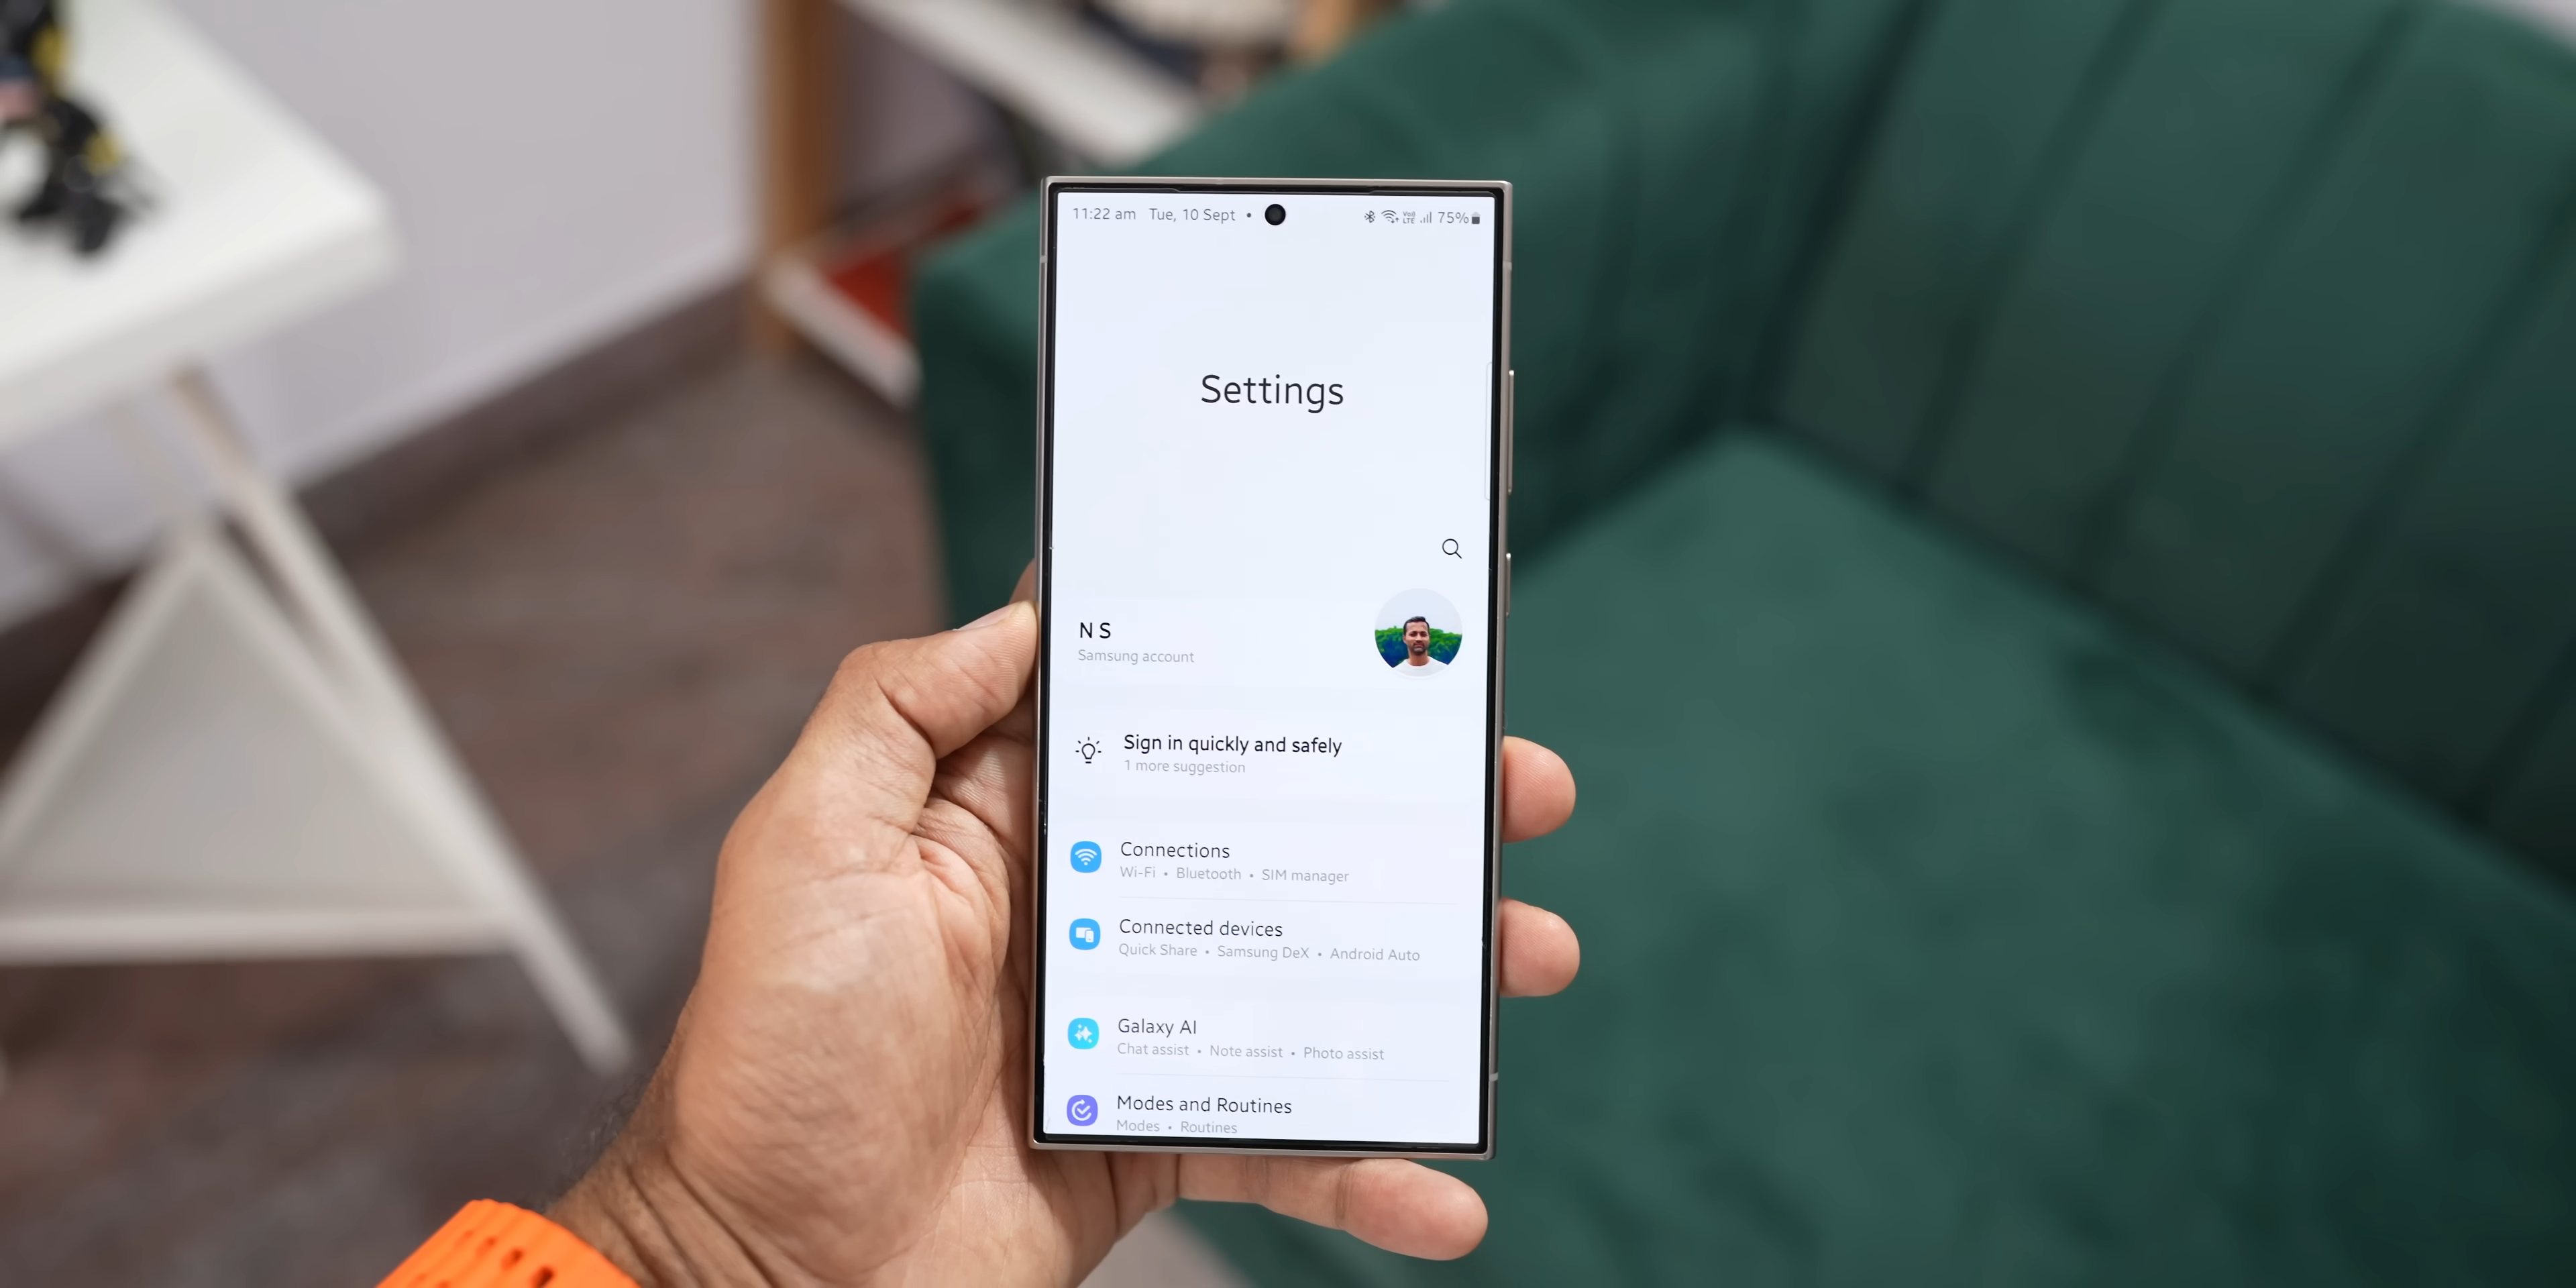 11:22 am Tue, 10 Sept • VoLTE 75%
Settings
N S
Samsung account
Sign in quickly and safely
1 more suggestion
Connections
Wi-Fi • Bluetooth • SIM manager
Connected devices
Quick Share • Samsung DeX • Android Auto
Galaxy AI
Chat assist • Note assist • Photo assist
Modes and Routines
Modes • Routines